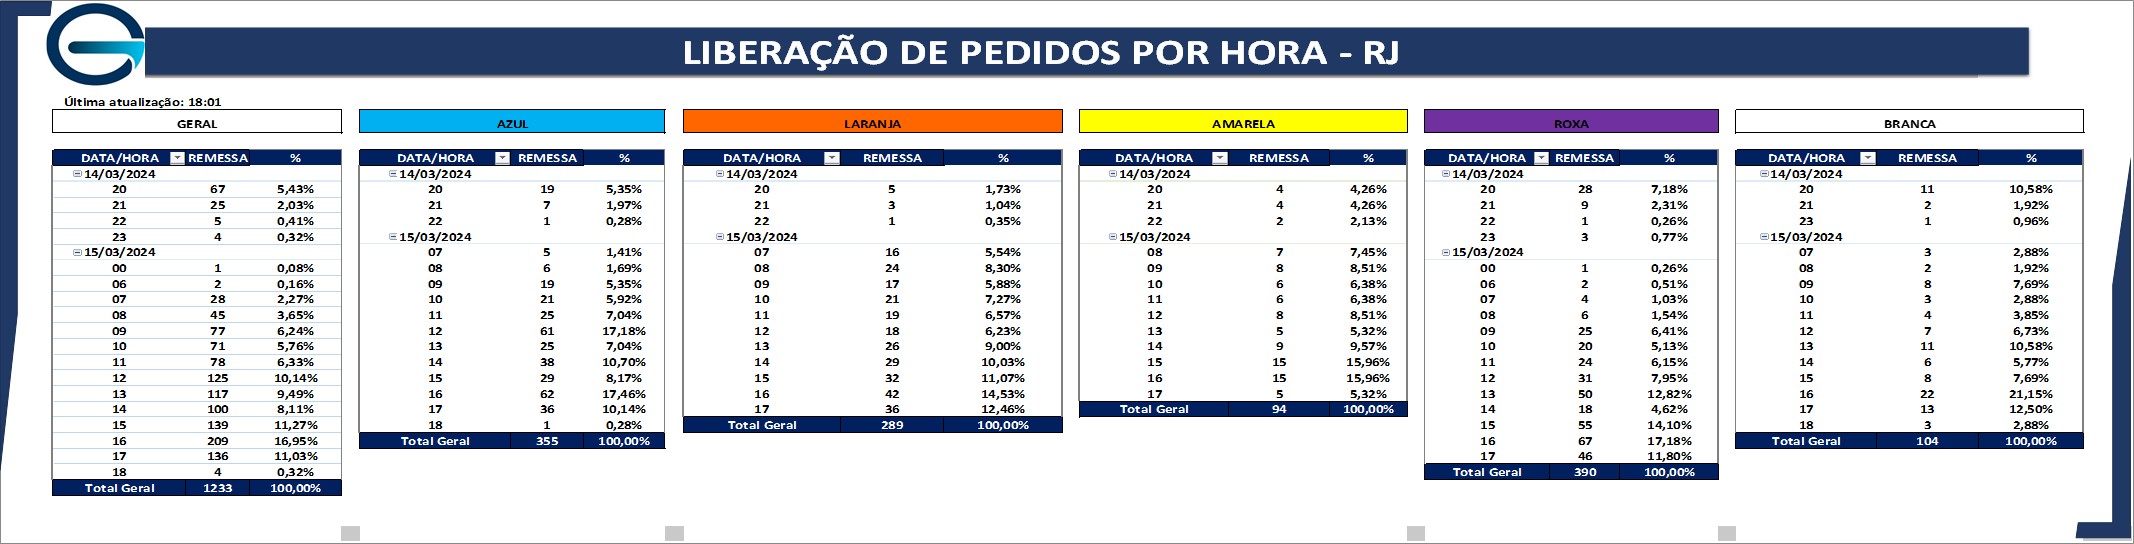 LIBERAÇÃO DE PEDIDOS POR HORA - RJ
Última atualização: 18:01
GERAL
DATA/HORA REMESSA %
14/03/2024
20 67 5,43%
21 25 2,03%
22 5 0,41%
23 4 0,32%
15/03/2024
00 1 0,08%
06 2 0,16%
07 28 2,27%
08 45 3,65%
09 77 6,24%
10 71 5,76%
11 78 6,33%
12 125 10,14%
13 117 9,49%
14 100 8,11%
15 139 11,27%
16 209 16,95%
17 136 11,03%
18 4 0,32%
Total Geral 1233 100,00%
AZUL
DATA/HORA REMESSA %
14/03/2024
20 19 5,35%
21 7 1,97%
22 1 0,28%
15/03/2024
07 5 1,41%
08 6 1,69%
09 19 5,35%
10 21 5,92%
11 25 7,04%
12 61 17,18%
13 25 7,04%
14 38 10,70%
15 29 8,17%
16 62 17,46%
17 36 10,14%
18 1 0,28%
Total Geral 355 100,00%
LARANJA
DATA/HORA REMESSA %
14/03/2024
20 5 1,73%
21 3 1,04%
22 1 0,35%
15/03/2024
07 16 5,54%
08 24 8,30%
09 17 5,88%
10 21 7,27%
11 19 6,57%
12 18 6,23%
13 26 9,00%
14 29 10,03%
15 32 11,07%
16 42 14,53%
17 36 12,46%
Total Geral 289 100,00%
AMARELA
DATA/HORA REMESSA %
14/03/2024
20 4 4,26%
21 4 4,26%
22 2 2,13%
15/03/2024
08 7 7,45%
09 8 8,51%
10 6 6,38%
11 6 6,38%
12 8 8,51%
13 5 5,32%
14 9 9,57%
15 15 15,96%
16 15 15,96%
17 5 5,32%
Total Geral 94 100,00%
ROXA
DATA/HORA REMESSA %
14/03/2024
20 28 7,18%
21 9 2,31%
22 1 0,26%
23 3 0,77%
15/03/2024
00 1 0,26%
06 2 0,51%
07 4 1,03%
08 6 1,54%
09 25 6,41%
10 20 5,13%
11 24 6,15%
12 31 7,95%
13 50 12,82%
14 18 4,62%
15 55 14,10%
16 67 17,18%
17 46 11,80%
Total Geral 390 100,00%
BRANCA
DATA/HORA REMESSA %
14/03/2024
20 11 10,58%
21 2 1,92%
23 1 0,96%
15/03/2024
07 3 2,88%
08 2 1,92%
09 8 7,69%
10 3 2,88%
11 4 3,85%
12 7 6,73%
13 11 10,58%
14 6 5,77%
15 8 7,69%
16 22 21,15%
17 13 12,50%
18 3 2,88%
Total Geral 104 100,00%